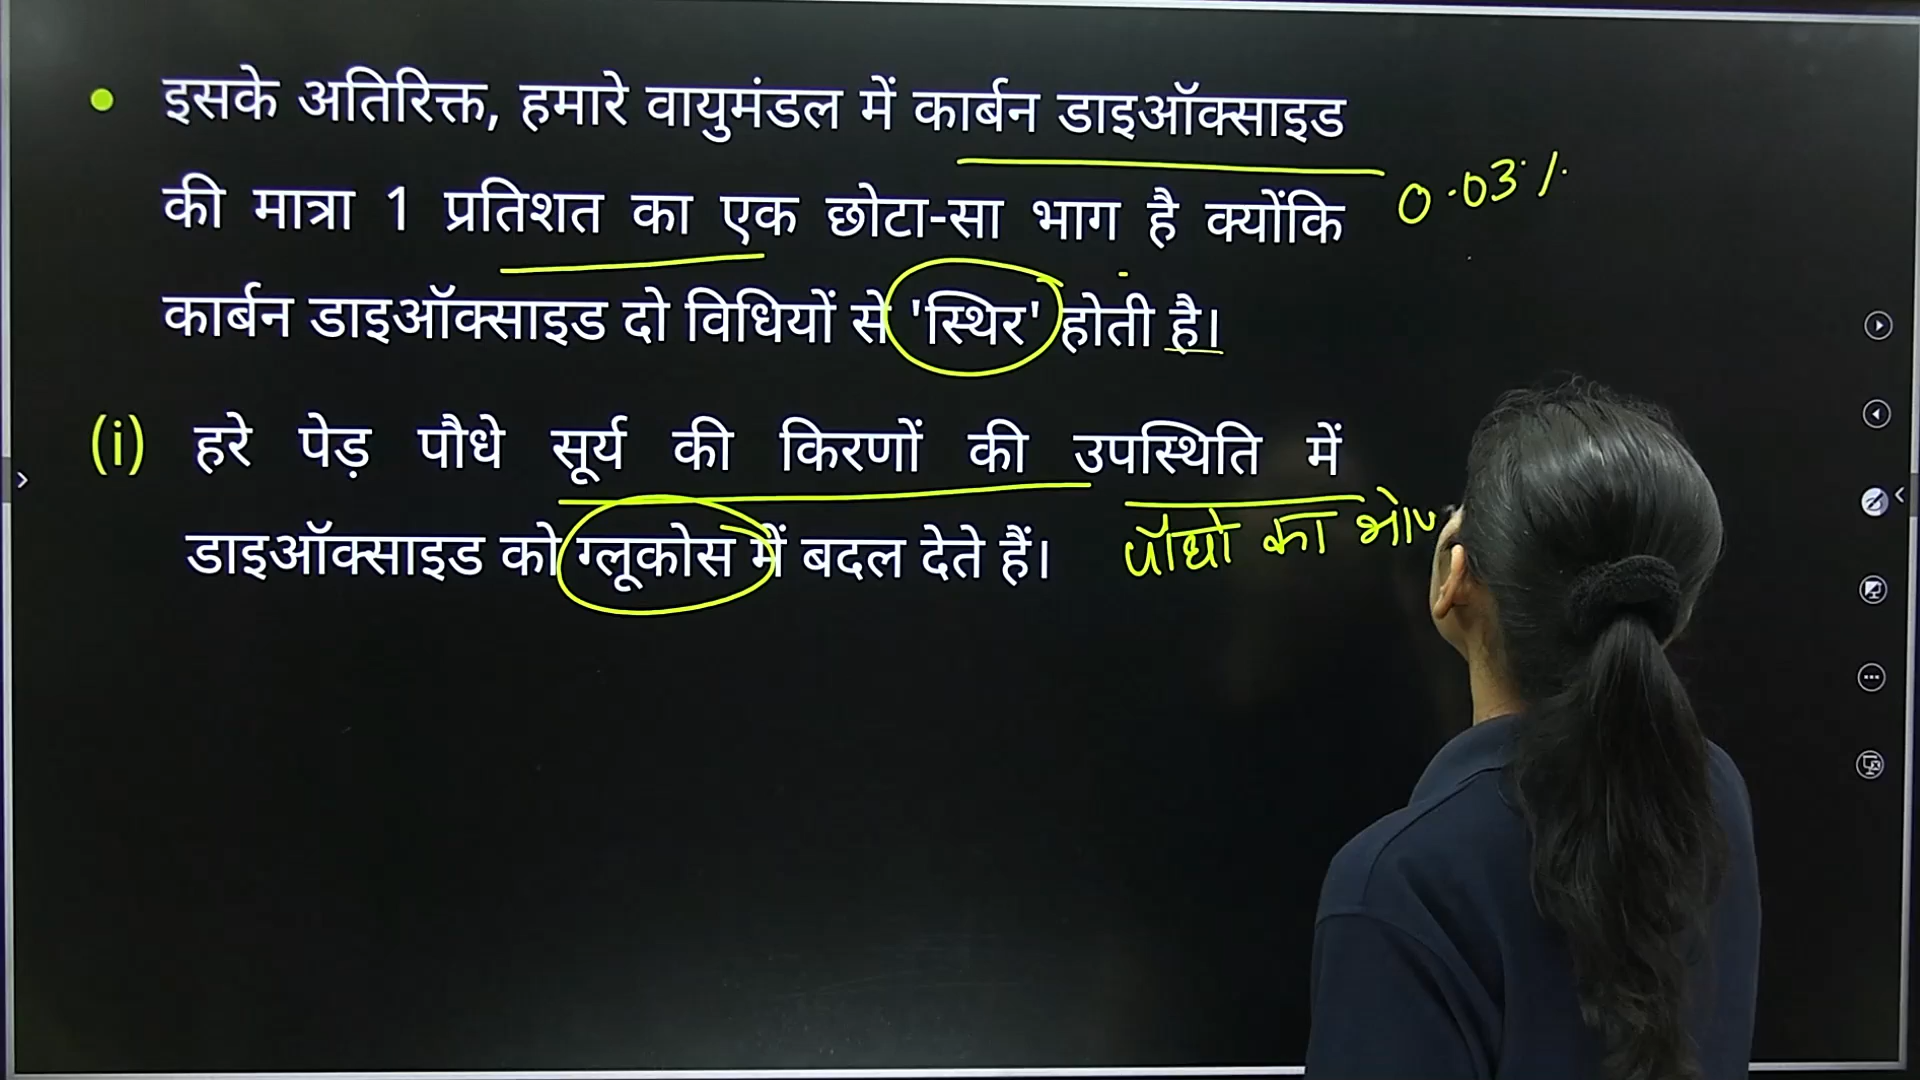 • इसके अतिरिक्त, हमारे वायुमंडल में कार्बन डाइऑक्साइड
की मात्रा 1 प्रतिशत का एक छोटा-सा भाग है क्योंकि
0.03%
कार्बन डाइऑक्साइड दो विधियों से 'स्थिर' होती है।
(i) हरे पेड़ पौधे सूर्य की किरणों की उपस्थिति में
डाइऑक्साइड को ग्लूकोस में बदल देते हैं।
पौधो का